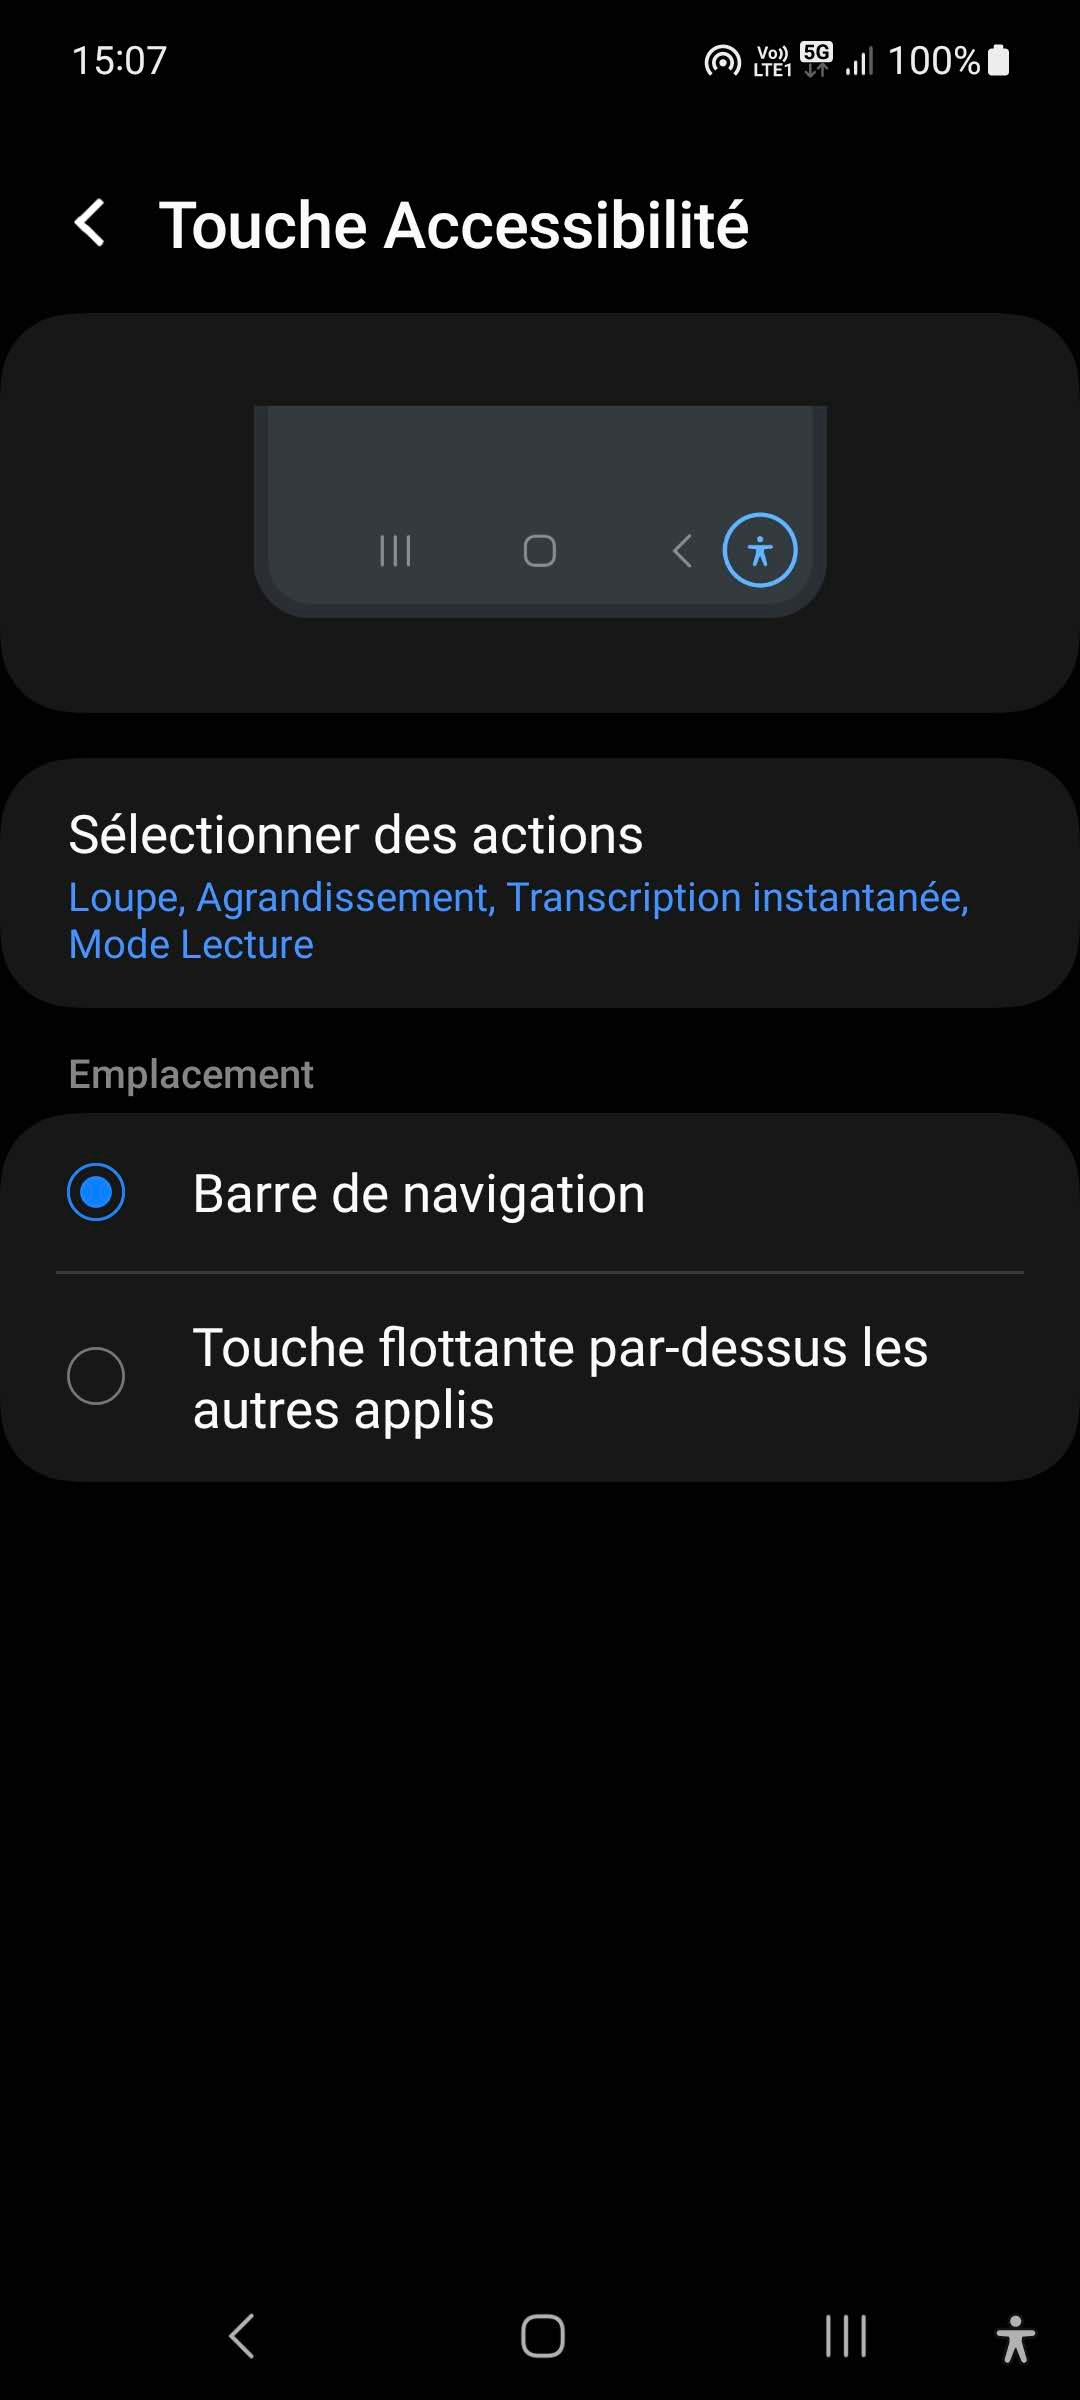 15:07
Vo LTE1 5G 100%
Touche Accessibilité
Sélectionner des actions
Loupe, Agrandissement, Transcription instantanée,
Mode Lecture
Emplacement
Barre de navigation
Touche flottante par-dessus les
autres applis